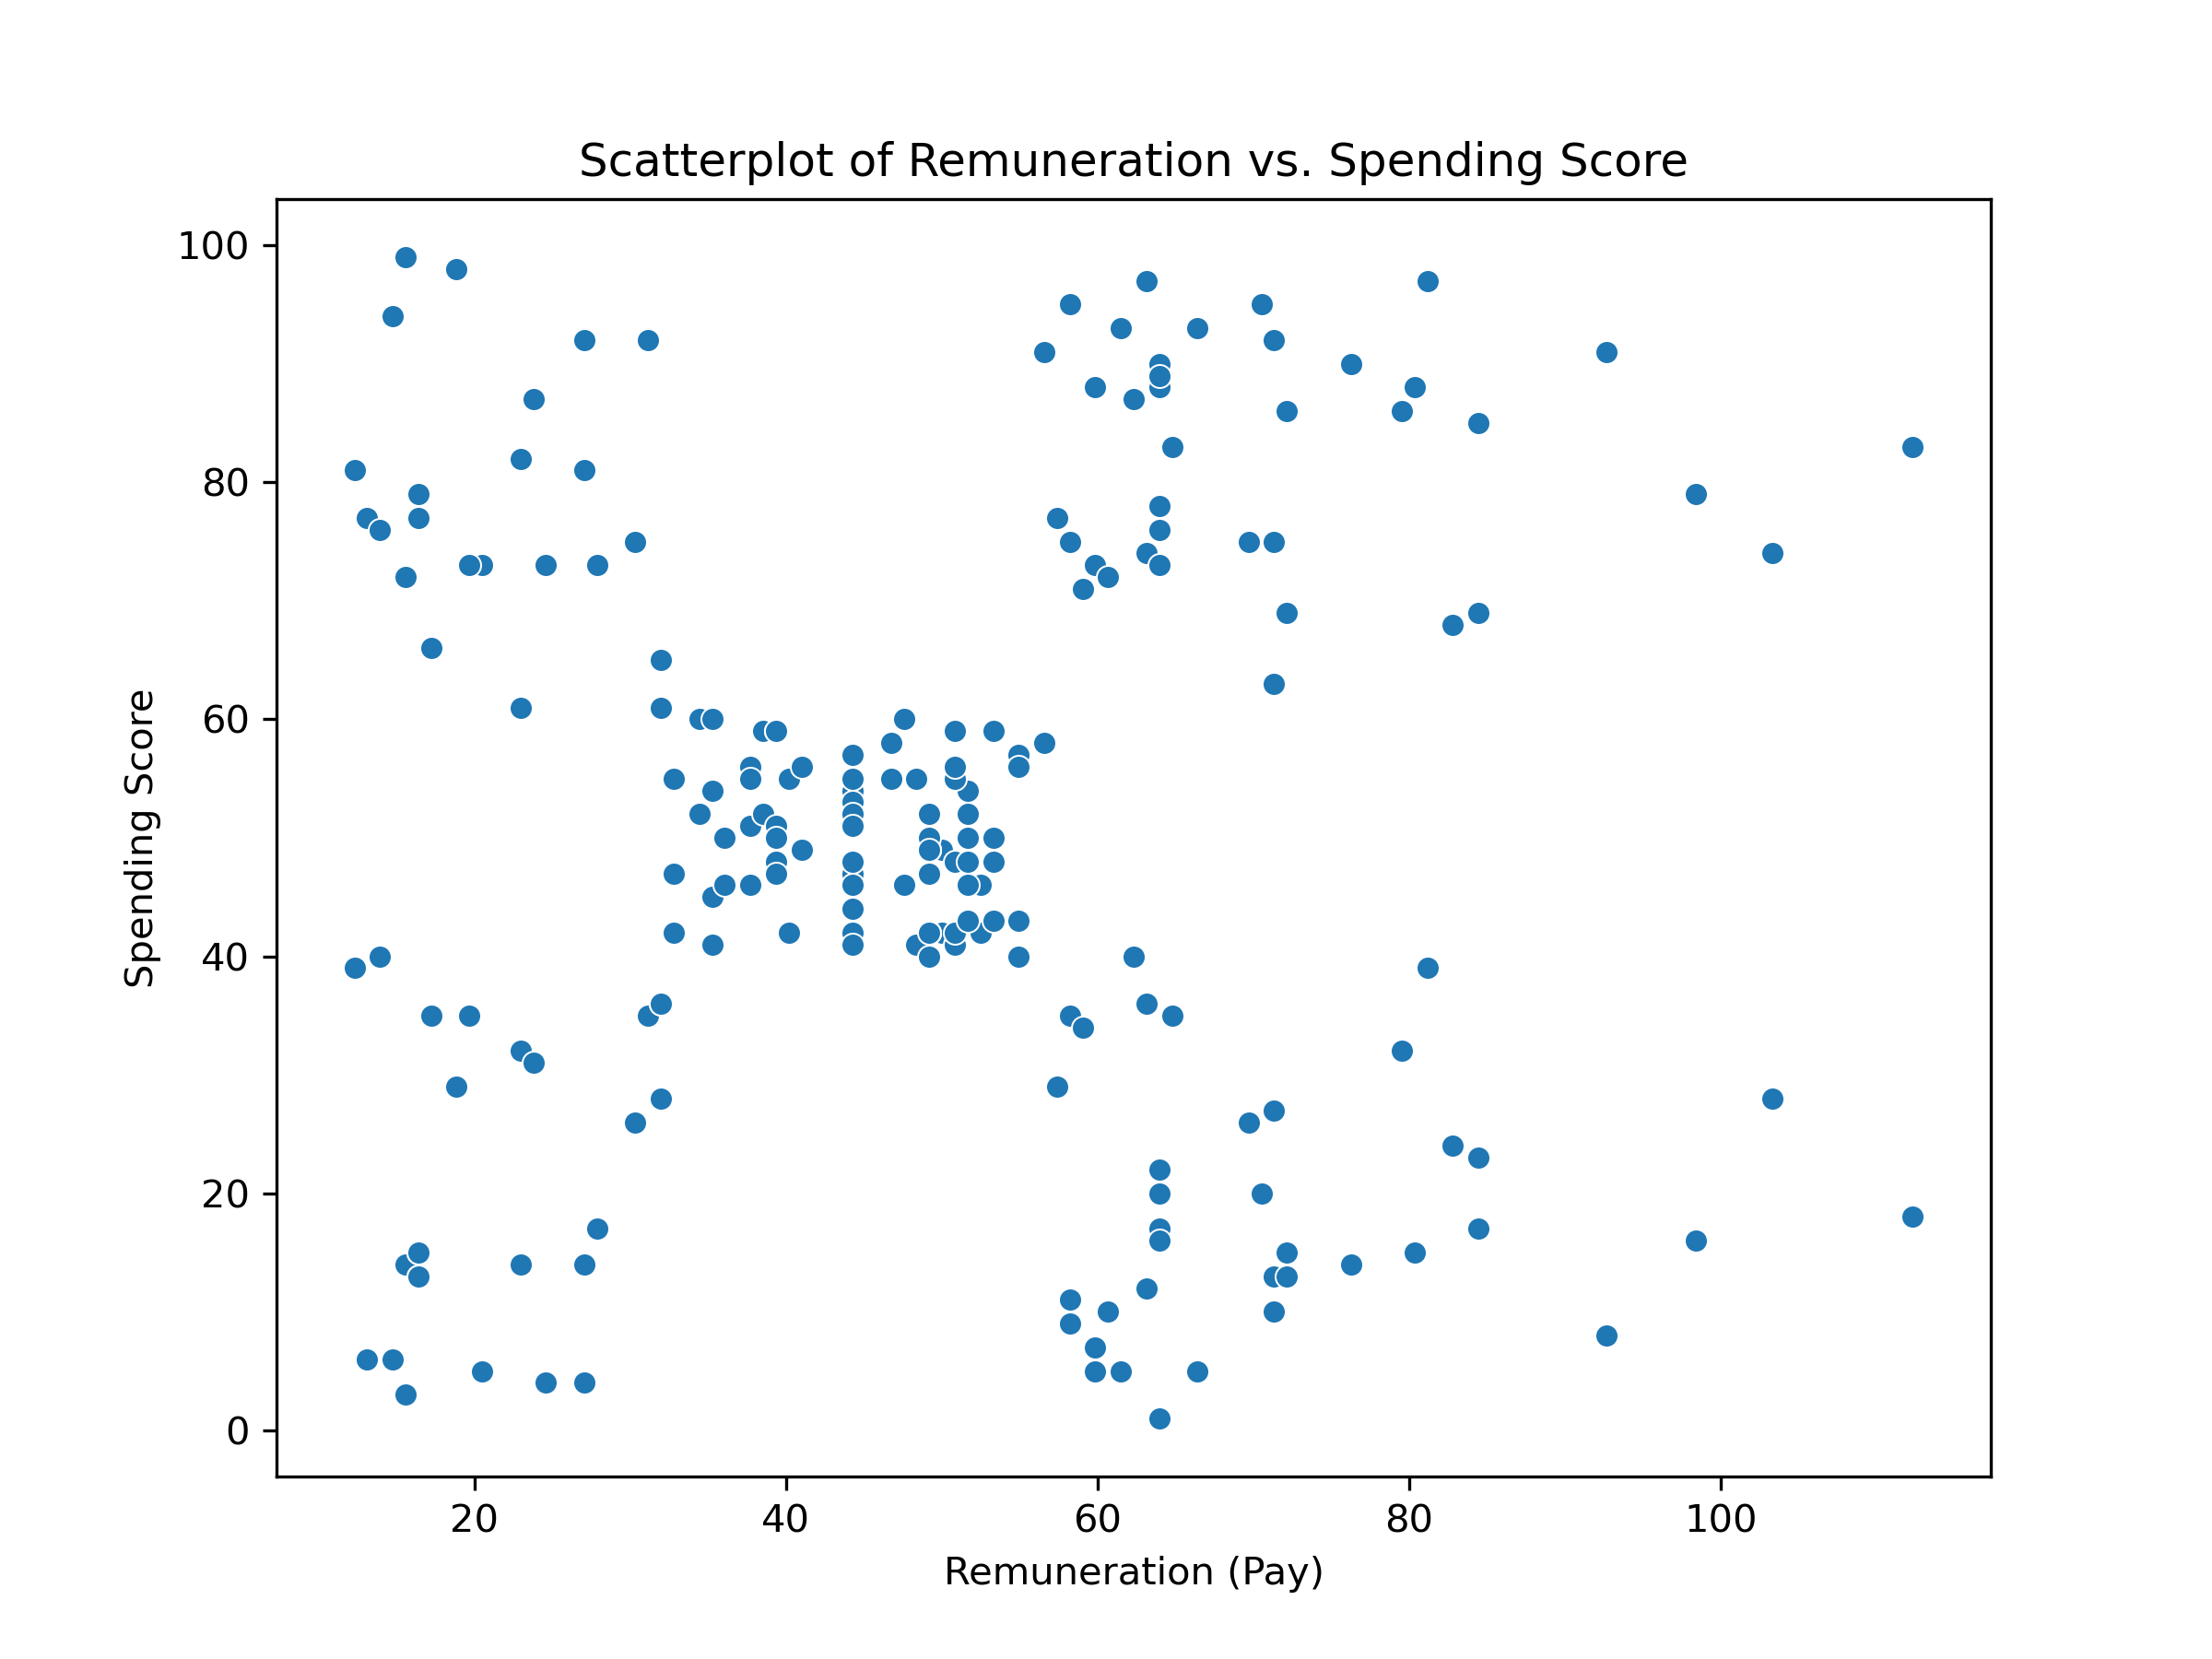 Scatterplot of Remuneration vs. Spending Score
100
80
60
40
20
0
Spending Score
20 40 60 80 100
Remuneration (Pay)